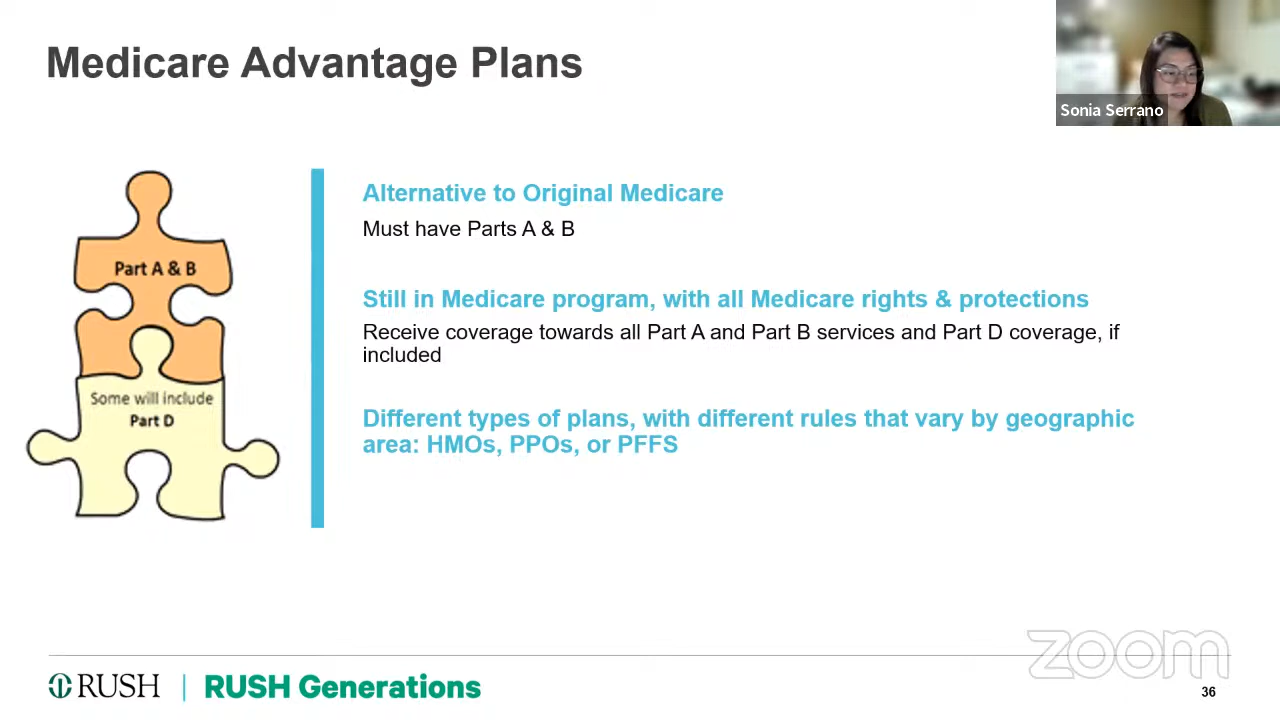 Medicare Advantage Plans
Sonia Serrano
Part A & B
Some will include
Part D
Alternative to Original Medicare
Must have Parts A & B
Still in Medicare program, with all Medicare rights & protections
Receive coverage towards all Part A and Part B services and Part D coverage, if
included
Different types of plans, with different rules that vary by geographic
area: HMOs, PPOs, or PFFS
zoom
RUSH | RUSH Generations
36